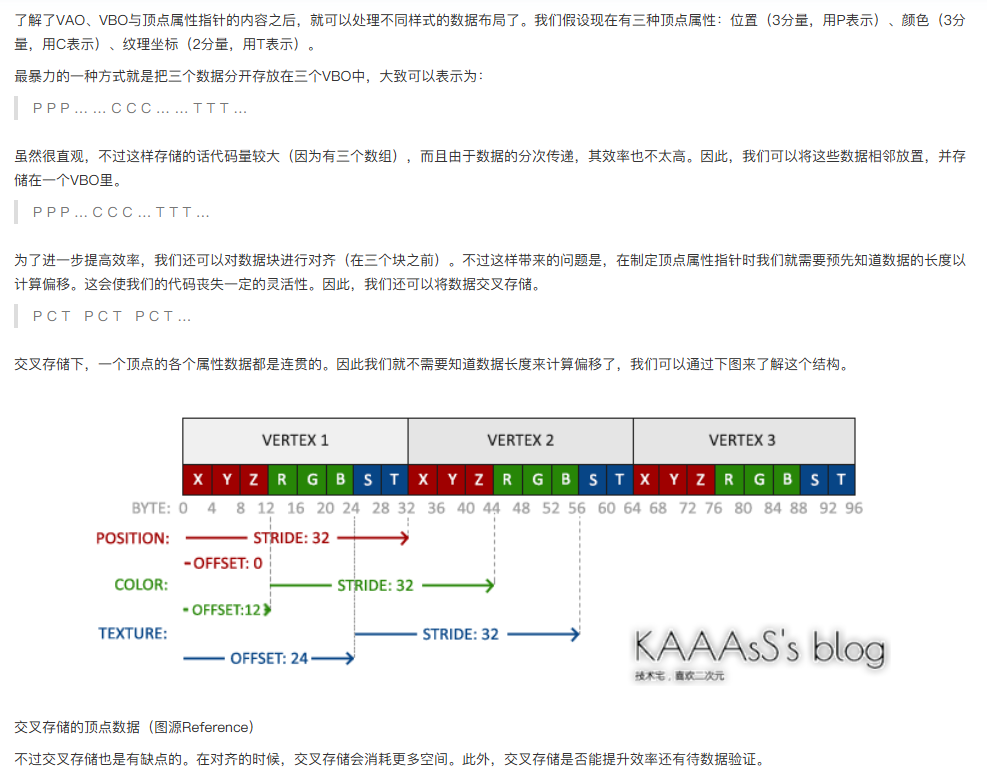 了解了VAO、VBO与顶点属性指针的内容之后，就可以处理不同样式的数据布局了。我们假设现在有三种顶点属性：位置（3分量，用P表示）、颜色（3分
量，用C表示）、纹理坐标（2分量，用T表示）。
最暴力的一种方式就是把三个数据分开存放在三个VBO中，大致可以表示为：
P P P ... ... C C C ... ... T T T ...
虽然很直观，不过这样存储的话代码量较大（因为有三个数组），而且由于数据的分次传递，其效率也不太高。因此，我们可以将这些数据相邻放置，并存
储在一个VBO里。
P P P ... C C C ... T T T ...
为了进一步提高效率，我们还可以对数据块进行对齐（在三个块之前）。不过这样带来的问题是，在制定顶点属性指针时我们就需要预先知道数据的长度以
计算偏移。这会使我们的代码丧失一定的灵活性。因此，我们还可以将数据交叉存储。
P C T P C T P C T ...
交叉存储下，一个顶点的各个属性数据都是连贯的。因此我们就不需要知道数据长度来计算偏移了，我们可以通过下图来了解这个结构。
VERTEX 1 VERTEX 2 VERTEX 3
X Y Z R G B S T X Y Z R G B S T X Y Z R G B S T
BYTE: 0 4 8 12 16 20 24 28 32 36 40 44 48 52 56 60 64 68 72 76 80 84 88 92 96
POSITION: STRIDE: 32
OFFSET: 0
COLOR: STRIDE: 32
OFFSET:12
TEXTURE: STRIDE: 32
OFFSET: 24
KAAAsS's blog
技术宅，喜欢二次元
交叉存储的顶点数据（图源Reference）
不过交叉存储也是有缺点的。在对齐的时候，交叉存储会消耗更多空间。此外，交叉存储是否能提升效率还有待数据验证。